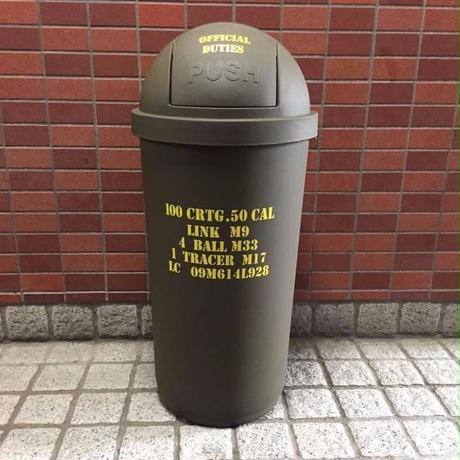 OFFICIAL
DUTIES
PUSH
100 CRTG.50 CAL
LINK M9
4 BALL M33
1 TRACER M17
LC 09M614L928